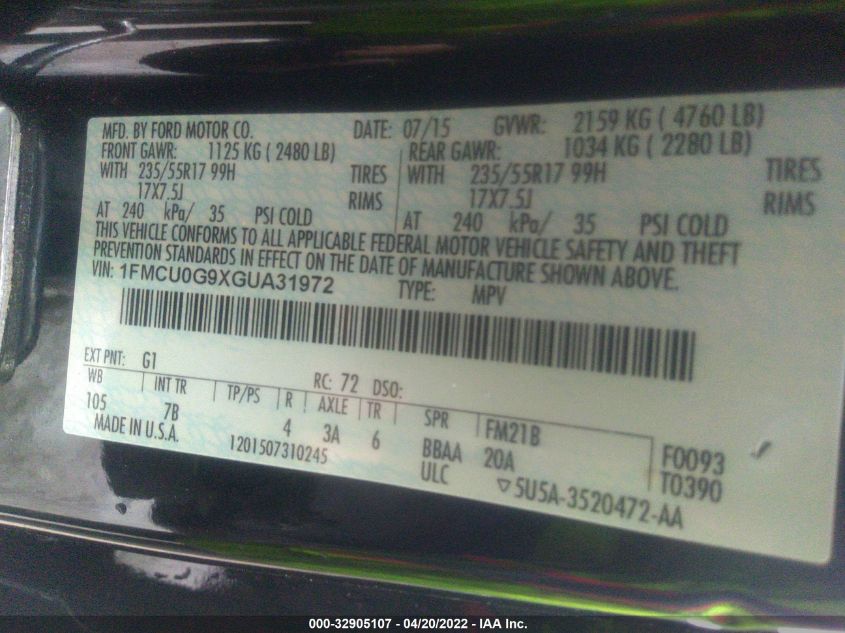 MFD. BY FORD MOTOR CO. DATE: 07/15 GVWR: 2159 KG ( 4760 LB)
FRONT GAWR: 1125 KG ( 2480 LB) REAR GAWR: 1034 KG ( 2280 LB)
WITH 235/55R17 99H TIRES WITH 235/55R17 99H TIRES
17X7.5J RIMS 17X7.5J RIMS
AT 240 kPa/ 35 PSI COLD AT 240 kPa/ 35 PSI COLD
THIS VEHICLE CONFORMS TO ALL APPLICABLE FEDERAL MOTOR VEHICLE SAFETY AND THEFT
PREVENTION STANDARDS IN EFFECT ON THE DATE OF MANUFACTURE SHOWN ABOVE.
VIN: 1FMCU0G9XGUA31972 TYPE: MPV
EXT PNT: G1 RC: 72 DSO:
WB INT TR TP/PS R AXLE TR SPR FM21B F0093
105 7B 4 3A 6 BBAA 20A T0390
MADE IN U.S.A. 1201507310245 ULC ▽5U5A-3520472-AA
000-32905107 - 04/20/2022 - IAA Inc.